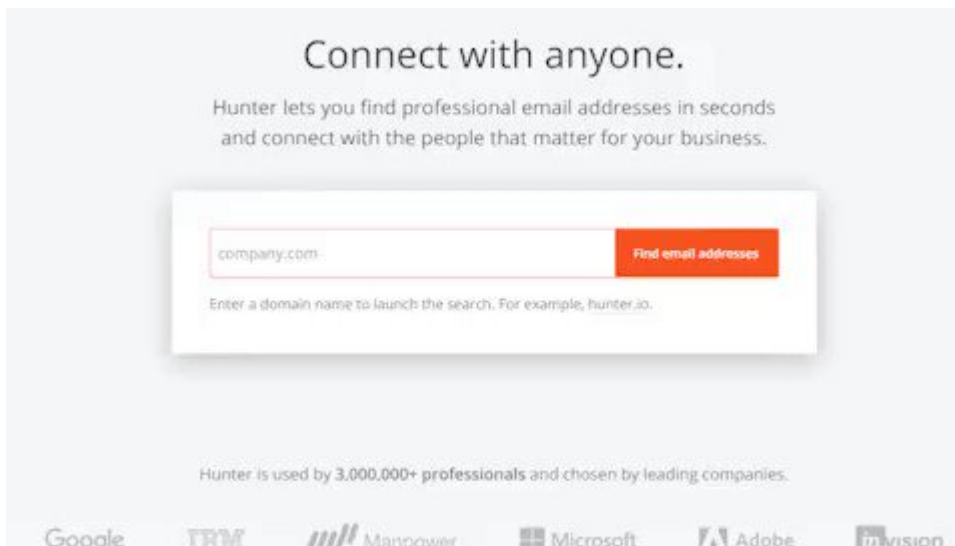 Connect with anyone.
Hunter lets you find professional email addresses in seconds
and connect with the people that matter for your business.
company.com Find email addresses
Enter a domain name to launch the search. For example, hunter.io.
Hunter is used by 3,000,000+ professionals and chosen by leading companies.
Google IBM Manpower Microsoft Adobe invision